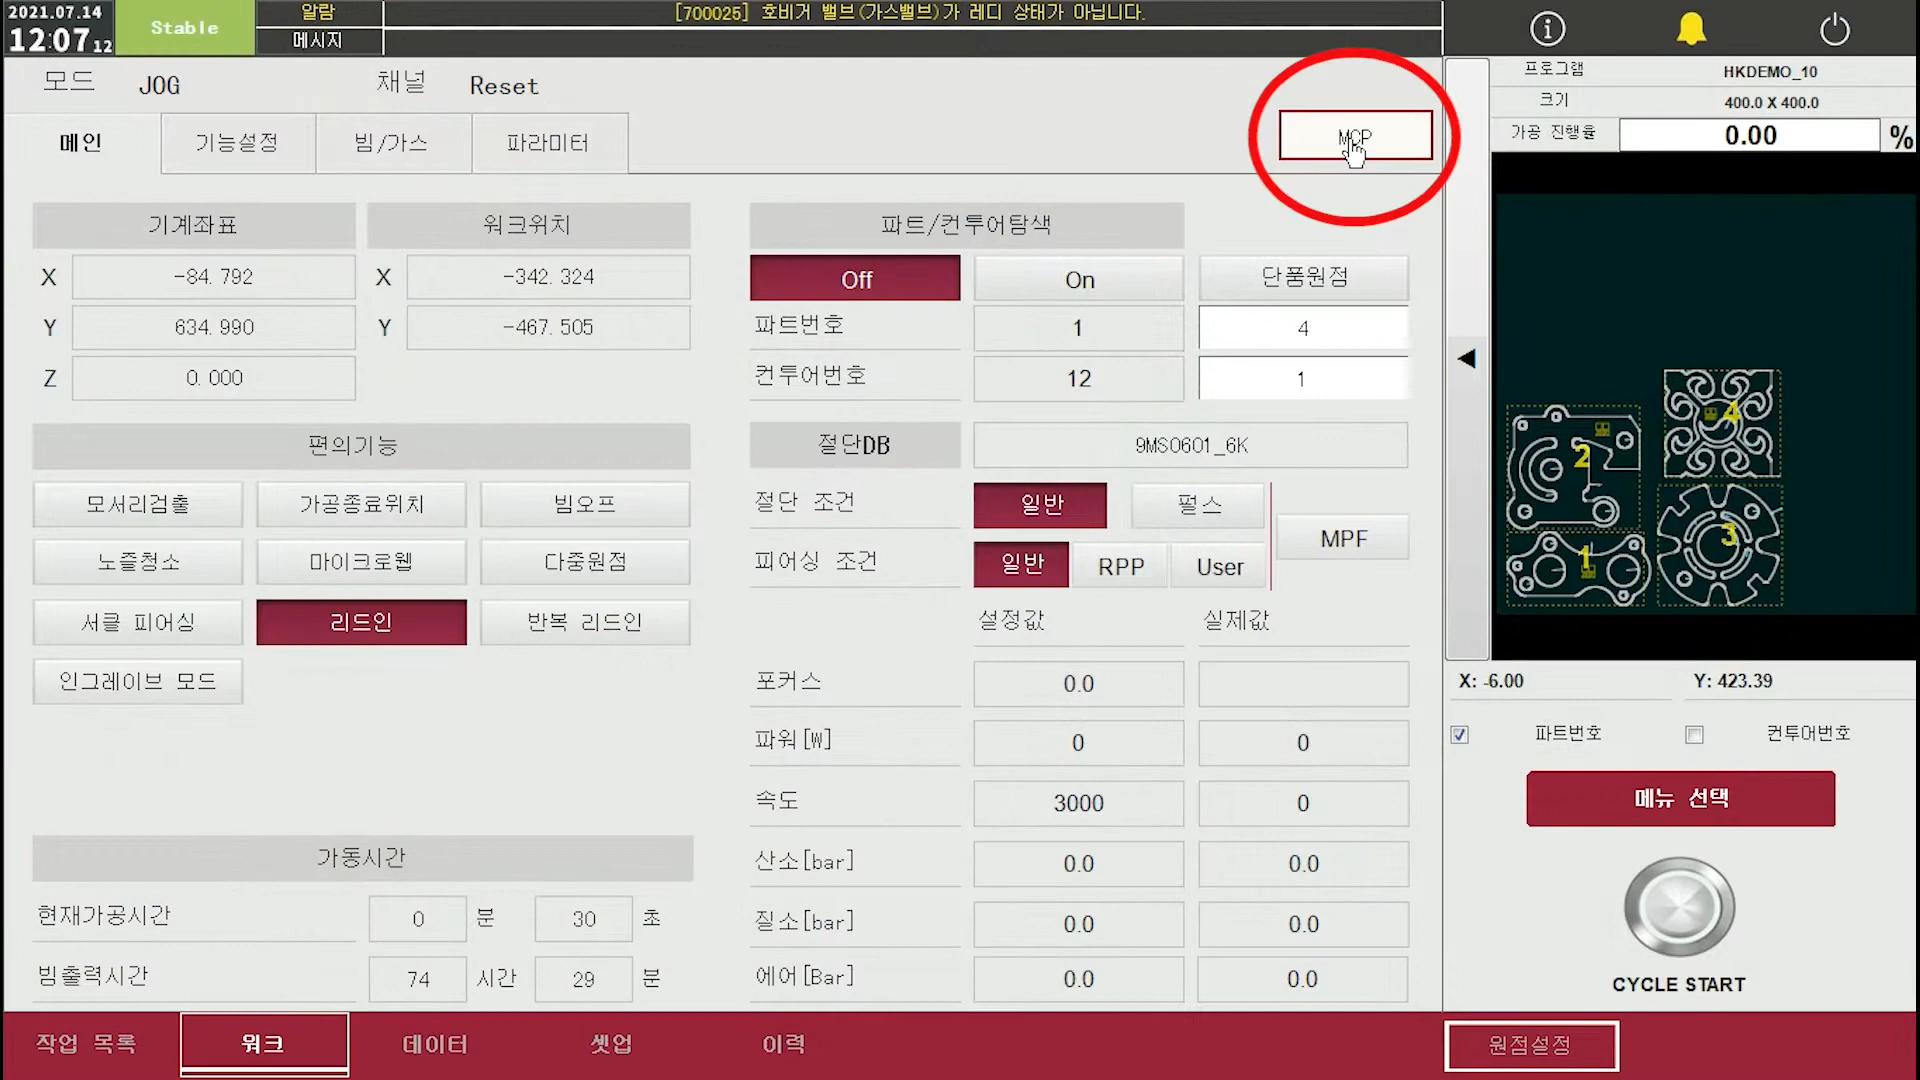 2021.07.14
12:07 12
Stable
알람
메시지
[700025] 호비거 밸브(가스밸브)가 레디 상태가 아닙니다.
모드 JOG 채널 Reset
메인 기능설정 빔/가스 파라미터
MCP
기계좌표
X -84.792
Y 634.990
Z 0.000
워크위치
X -342.324
Y -467.505
편의기능
모서리검출 가공종료위치 빔오프
노즐청소 마이크로웹 다중원점
서클 피어싱 리드인 반복 리드인
인그레이브 모드
가동시간
현재가공시간 0 분 30 초
빔출력시간 74 시간 29 분
파트/컨투어탐색
Off On 단품원점
파트번호 1 4
컨투어번호 12 1
절단DB 9MS0601_6K
절단 조건 일반 펄스
MPF
피어싱 조건 일반 RPP User
설정값 실제값
포커스 0.0
파워[W] 0 0
속도 3000 0
산소[bar] 0.0 0.0
질소[bar] 0.0 0.0
에어[Bar] 0.0 0.0
프로그램 HKDEMO_10
크기 400.0 X 400.0
가공 진행율 0.00 %
4
2
3
1
X: -6.00 Y: 423.39
파트번호 컨투어번호
메뉴 선택
CYCLE START
작업 목록 워크 데이터 셋업 이력 원점설정